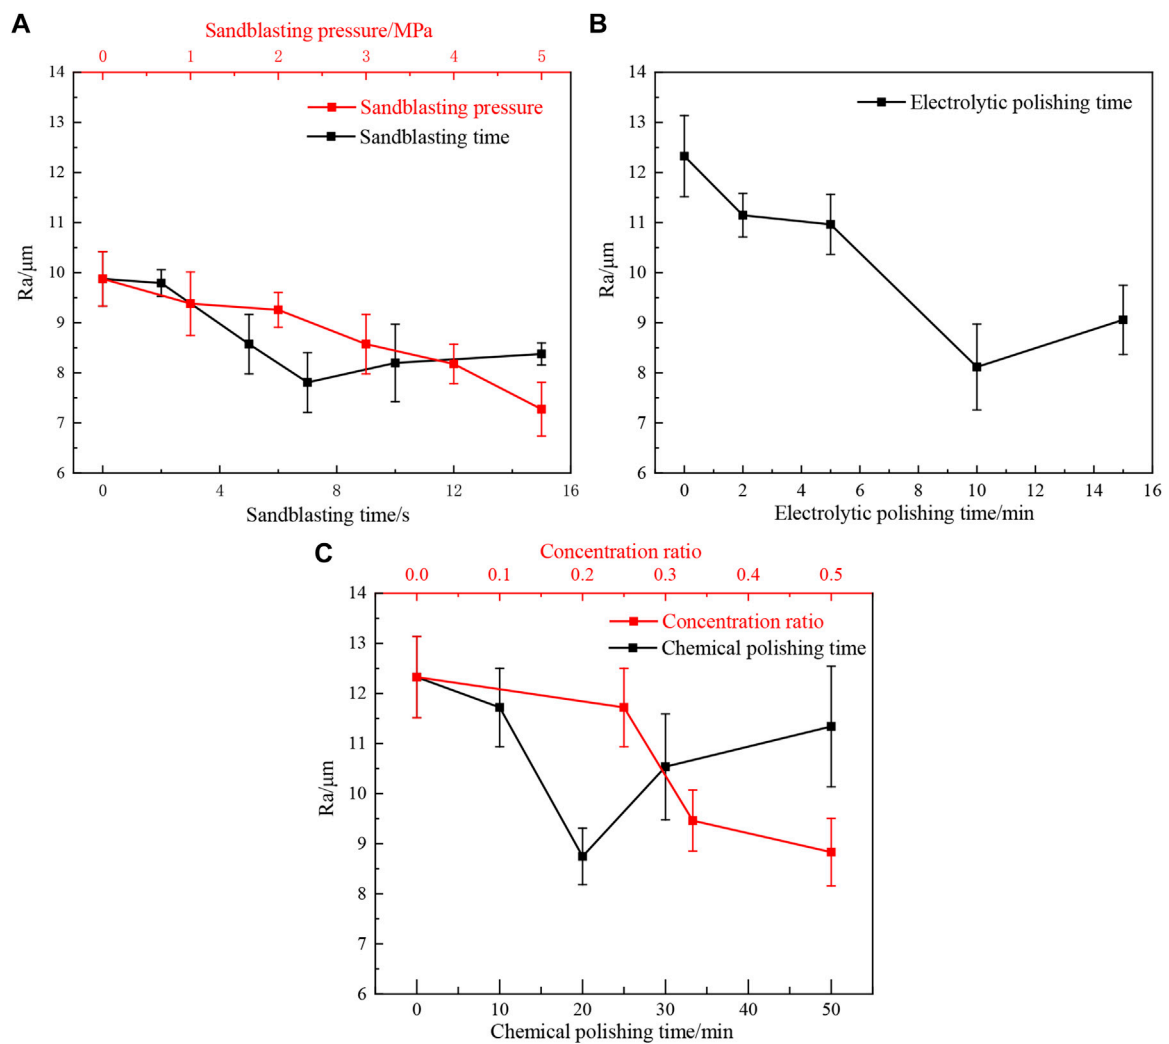 A
Sandblasting pressure/MPa
0 1 2 3 4 5
14
13
12
11
10
9
8
7
6
Ra/μm
Sandblasting pressure
Sandblasting time
0 4 8 12 16
Sandblasting time/s
B
14
13
12
11
10
9
8
7
6
Ra/μm
Electrolytic polishing time
0 2 4 6 8 10 12 14 16
Electrolytic polishing time/min
C
Concentration ratio
0.0 0.1 0.2 0.3 0.4 0.5
14
13
12
11
10
9
8
7
6
Ra/μm
Concentration ratio
Chemical polishing time
0 10 20 30 40 50
Chemical polishing time/min